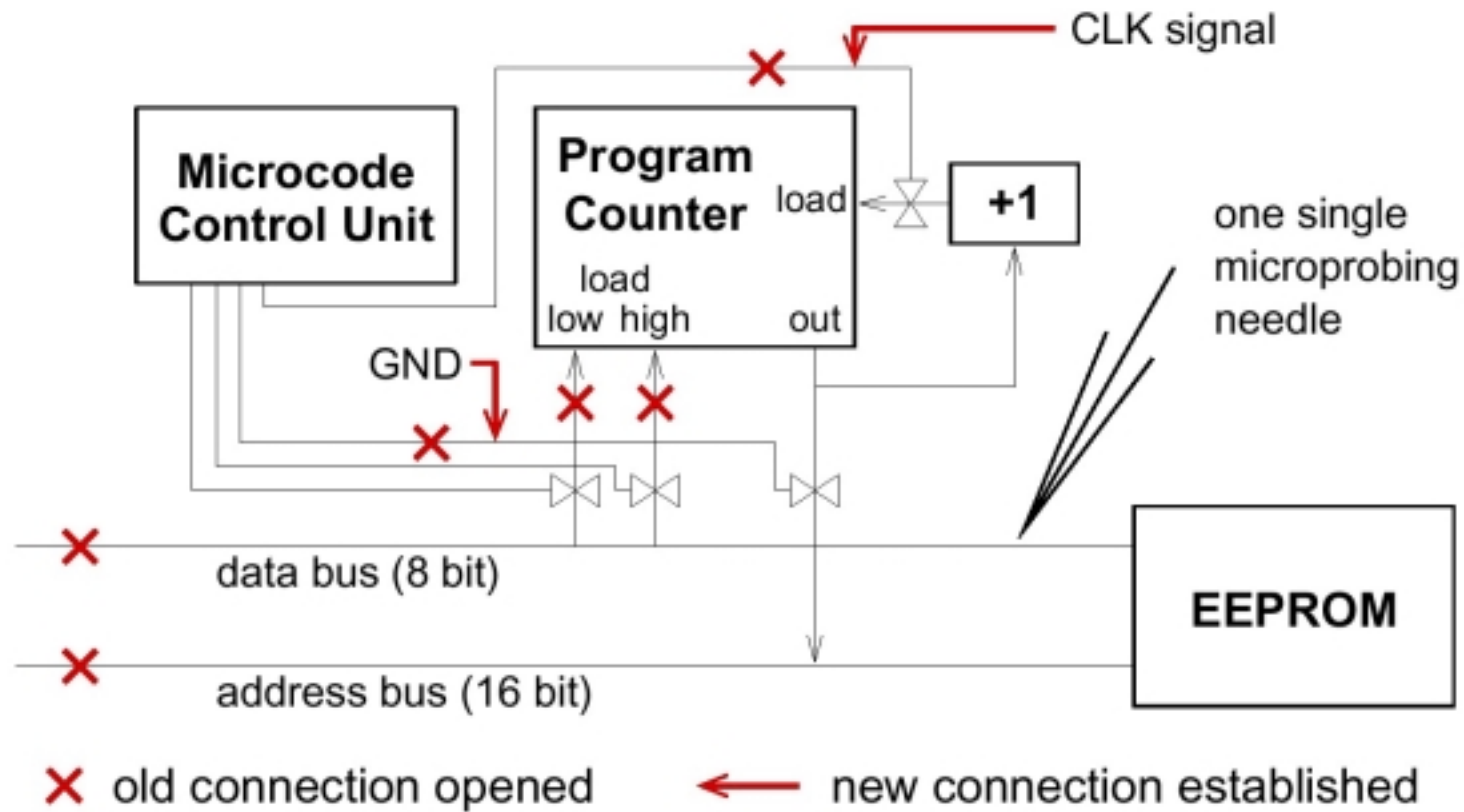 CLK signal
Microcode
Control Unit
Program
Counter
load
+1
one single
microprobing
needle
load
low high
out
GND
data bus (8 bit)
EEPROM
address bus (16 bit)
old connection opened
new connection established